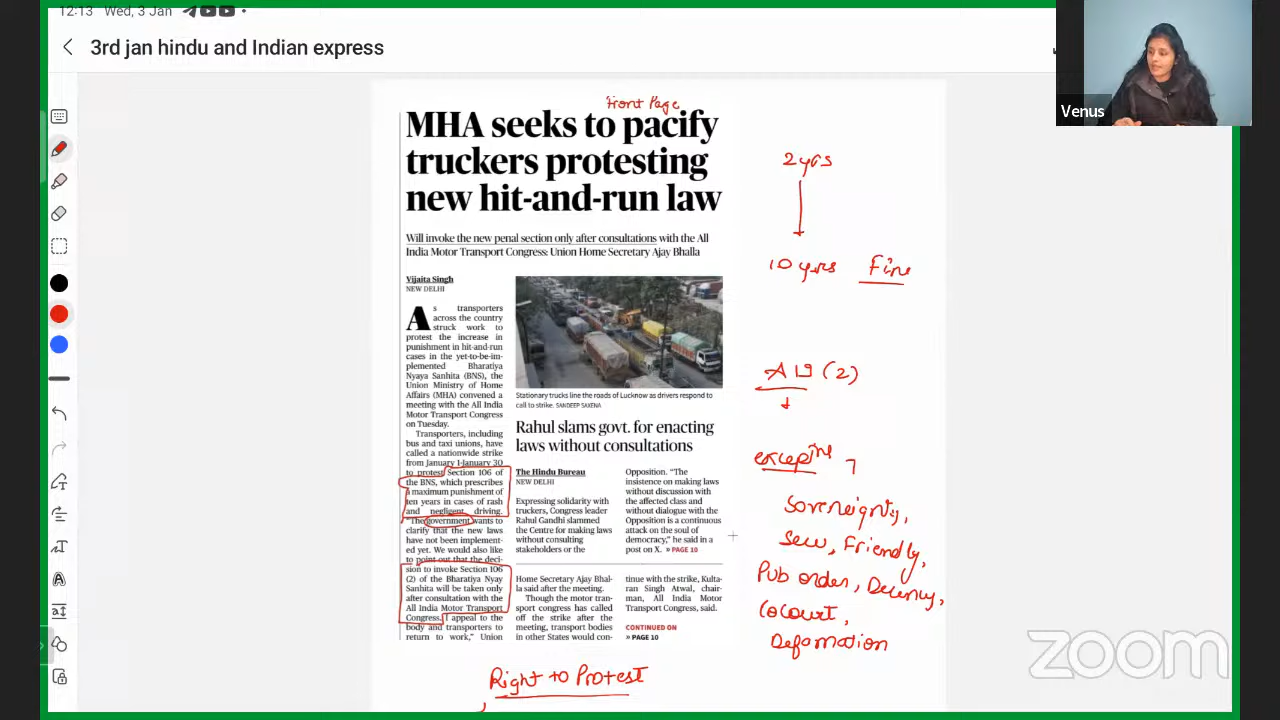 12:13 Wed, 3 Jan
3rd jan hindu and Indian express
Venus
Front Page
MHA seeks to pacify
truckers protesting
new hit-and-run law
Will invoke the new penal section only after consultations with the All
India Motor Transport Congress: Union Home Secretary Ajay Bhalla
Vijaita Singh
NEW DELHI
As transporters
across the country
struck work to
protest the increase in
punishment in hit-and-run
cases in the yet-to-be-im-
plemented Bharatiya
Nyaya Sanhita (BNS), the
Union Ministry of Home
Affairs (MHA) convened a
meeting with the All India
Motor Transport Congress
on Tuesday.
Transporters, including
bus and taxi unions, have
called a nationwide strike
from January 1-January 30
to protest Section 106 of
the BNS, which prescribes
a maximum punishment of
ten years in cases of rash
and negligent driving.
"The government wants to
clarify that the new laws
have not been implement-
ed yet. We would also like
to point out that the deci-
sion to invoke Section 106
(2) of the Bharatiya Nyay
Sanhita will be taken only
after consultation with the
All India Motor Transport
Congress. I appeal to the
body and transporters to
return to work," Union
Stationary trucks line the roads of Lucknow as drivers respond to
call to strike. SANDEEP SAXENA
Rahul slams govt. for enacting
laws without consultations
The Hindu Bureau
NEW DELHI
Expressing solidarity with
truckers, Congress leader
Rahul Gandhi slammed
the Centre for making laws
without consulting
stakeholders or the
Opposition. "The
insistence on making laws
without discussion with
the affected class and
without dialogue with the
Opposition is a continuous
attack on the soul of
democracy," he said in a
post on X. » PAGE 10
Home Secretary Ajay Bhal-
la said after the meeting.
Though the motor tran-
sport congress has called
off the strike after the
meeting, transport bodies
in other States would con-
tinue with the strike, Kulta-
ran Singh Atwal, chair-
man, All India Motor
Transport Congress, said.
CONTINUED ON
» PAGE 10
2 yrs
10 yrs Fine
A 19 (2)
Sovereignty,
Friendly,
Pub order, Decency,
CoCourt,
Defamation
Right to Protest
zoom